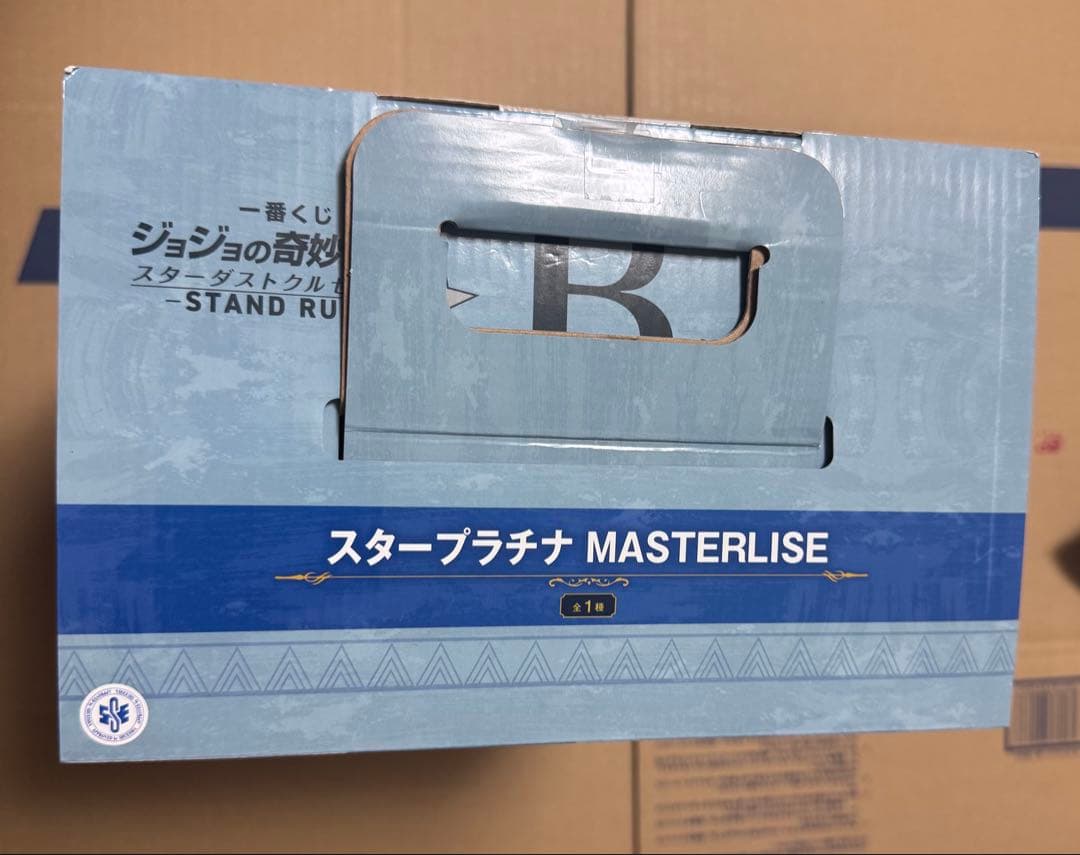 一番くじ
ジョジョの奇妙
スターダストクルセ
−STAND RU
B
スタープラチナ MASTERLISE
全1種